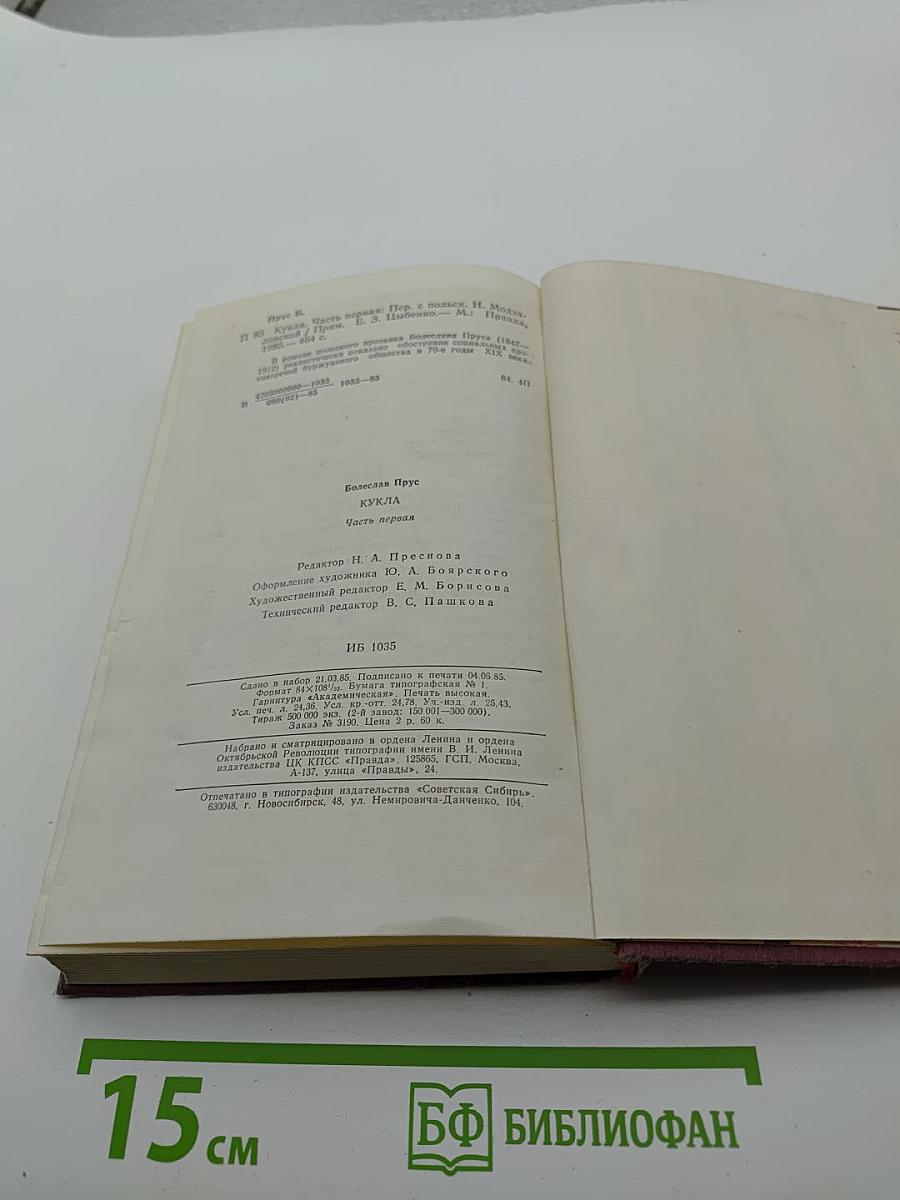 Прус Б.
П 85 Кукла. Часть первая: Пер. с польск. Н. Модзе-
левской / Прим. Е. З. Цыбенко.— М.: Правда,
1985.— 464 с.
В романе польского прозаика Болеслава Пруса (1847—
1912) реалистически показано обострение социальных про-
тиворечий буржуазного общества в 70-е годы XIX века.
4703000000—1035
П 080(02)—85 1035—85 84. 4П
Болеслав Прус
КУКЛА
Часть первая
Редактор Н. А. Преснова
Оформление художника Ю. А. Боярского
Художественный редактор Е. М. Борисова
Технический редактор В. С. Пашкова
ИБ 1035
Сдано в набор 21.03.85. Подписано к печати 04.06.85.
Формат 84×108¹/₃₂. Бумага типографская № 1.
Гарнитура «Академическая». Печать высокая.
Усл. печ. л. 24,36. Усл. кр.-отт. 24,78. Уч.-изд. л. 25,43.
Тираж 500 000 экз. (2-й завод: 150 001—300 000).
Заказ № 3190. Цена 2 р. 60 к.
Набрано и сматрицировано в ордена Ленина и ордена
Октябрьской Революции типографии имени В. И. Ленина
издательства ЦК КПСС «Правда». 125865, ГСП, Москва,
А-137, улица «Правды», 24.
Отпечатано в типографии издательства «Советская Сибирь».
630048, г. Новосибирск, 48, ул. Немировича-Данченко, 104.
15 см
БФ БИБЛИОФАН